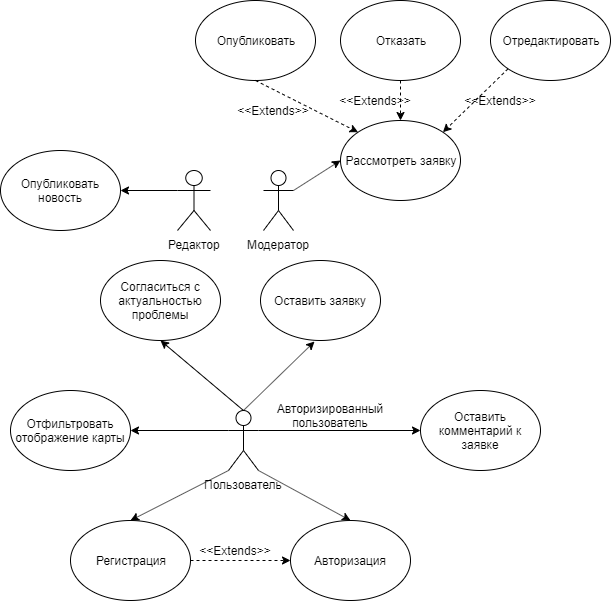 Опубликовать
Отказать
Отредактировать
<<Extends>>
<<Extends>>
<<Extends>>
Рассмотреть заявку
Опубликовать
новость
Редактор
Модератор
Согласиться с
актуальностью
проблемы
Оставить заявку
Авторизированный
пользователь
Отфильтровать
отображение карты
Оставить
комментарий к
заявке
Пользователь
<<Extends>>
Регистрация
Авторизация